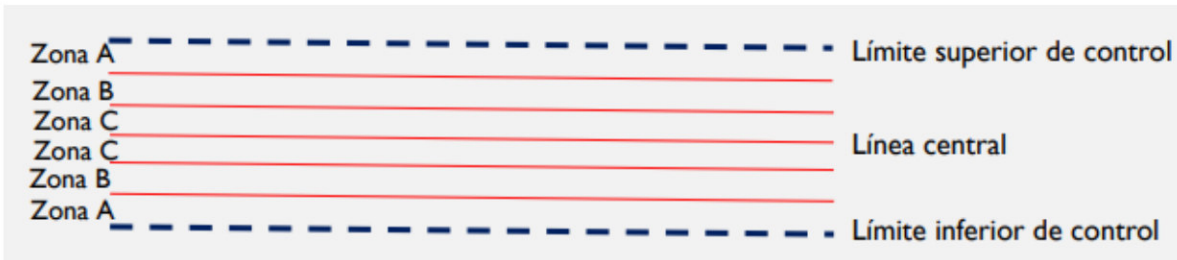 Zona A
Límite superior de control
Zona B
Zona C
Línea central
Zona C
Zona B
Zona A
Límite inferior de control